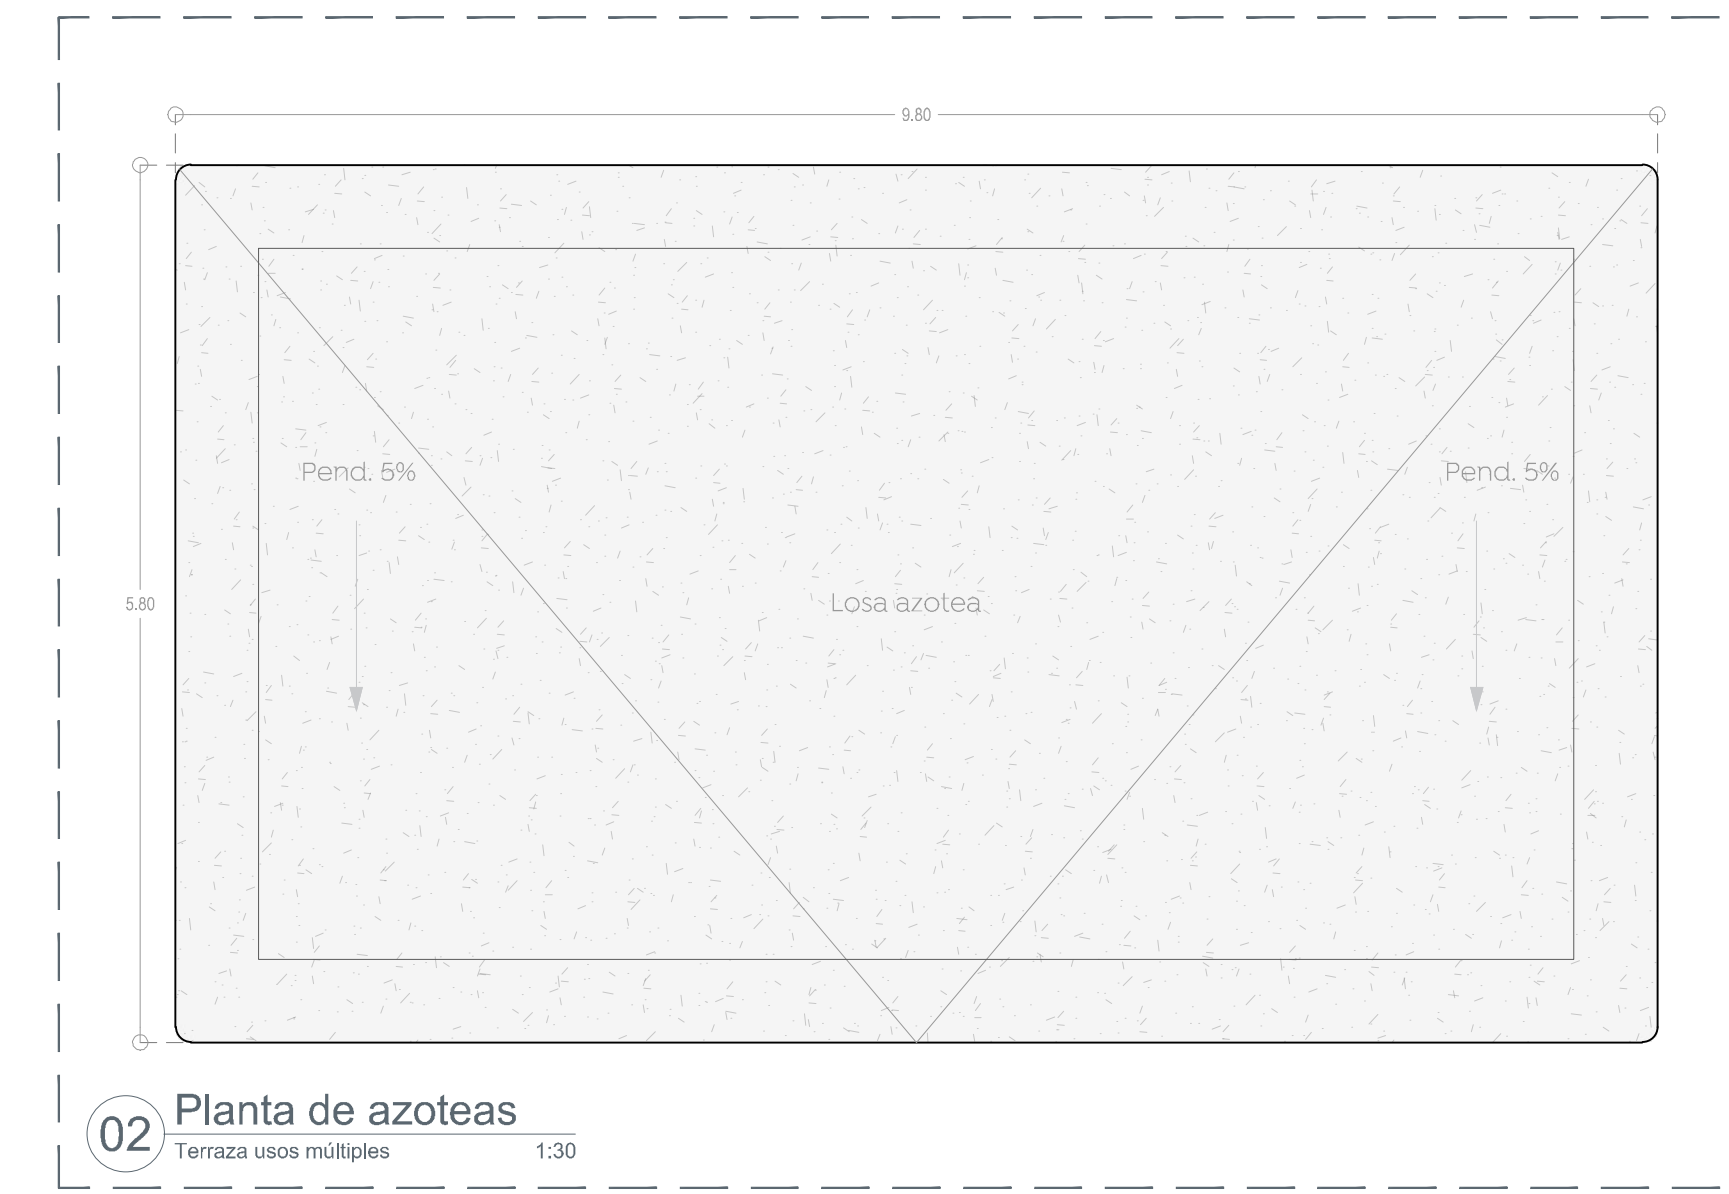 9.80
Pend. 5%
Pend. 5%
5.80
Losa azotea
02
Planta de azoteas
Terraza usos múltiples
1:30